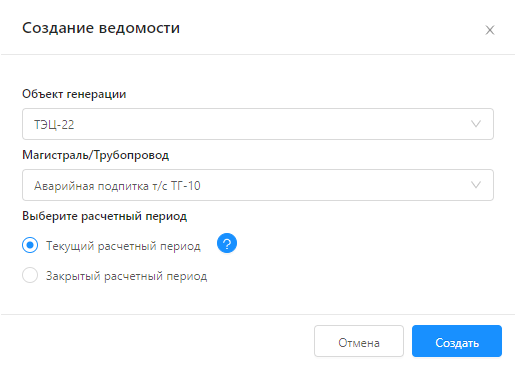 Создание ведомости
Объект генерации
ТЭЦ-22
Магистраль/Трубопровод
Аварийная подпитка т/с ТГ-10
Выберите расчетный период
Текущий расчетный период ?
Закрытый расчетный период
Отмена Создать